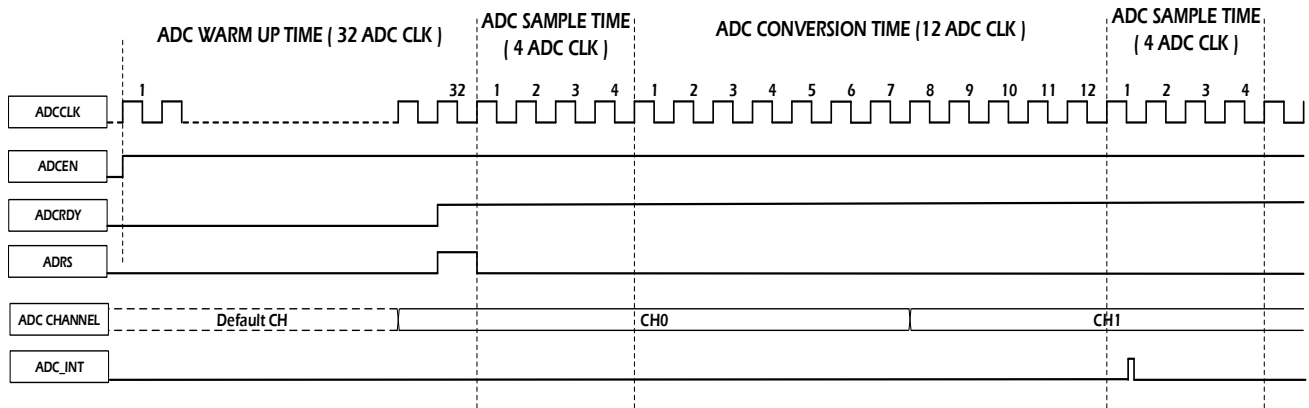 ADC WARM UP TIME ( 32 ADC CLK )
ADC SAMPLE TIME
( 4 ADC CLK )
ADC CONVERSION TIME (12 ADC CLK )
ADC SAMPLE TIME
( 4 ADC CLK )
1 32 1 2 3 4 1 2 3 4 5 6 7 8 9 10 11 12 1 2 3 4
ADCCLK
ADCEN
ADCRDY
ADRS
ADC CHANNEL Default CH CH0 CH1
ADC_INT